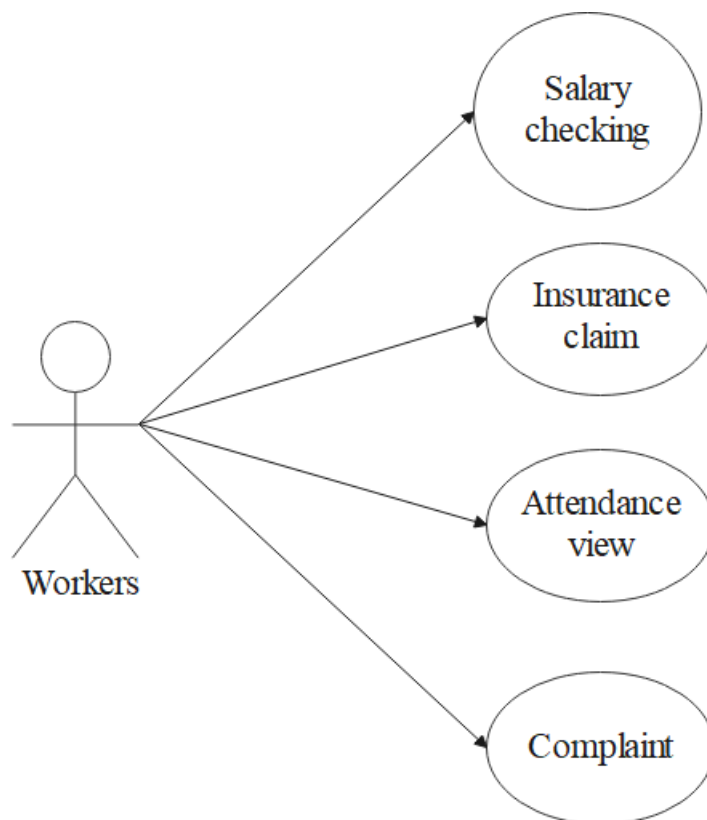 Salary
checking
Insurance
claim
Attendance
view
Workers
Complaint